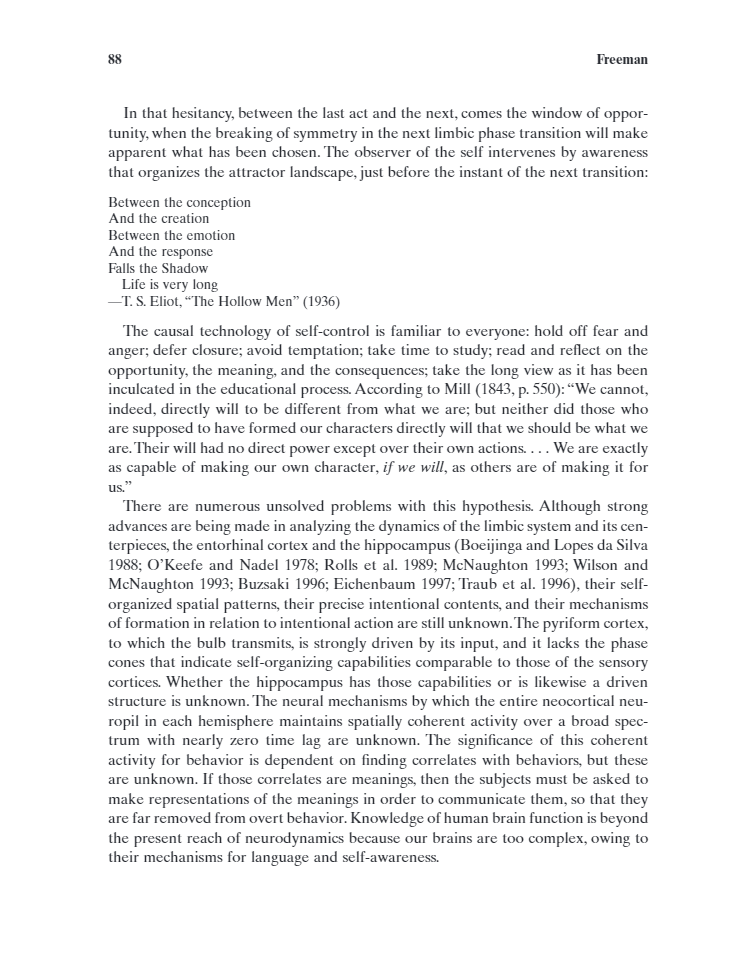 88 Freeman
In that hesitancy, between the last act and the next, comes the window of oppor-
tunity, when the breaking of symmetry in the next limbic phase transition will make
apparent what has been chosen. The observer of the self intervenes by awareness
that organizes the attractor landscape, just before the instant of the next transition:
Between the conception
And the creation
Between the emotion
And the response
Falls the Shadow
Life is very long
—T. S. Eliot, “The Hollow Men” (1936)
The causal technology of self-control is familiar to everyone: hold off fear and
anger; defer closure; avoid temptation; take time to study; read and reflect on the
opportunity, the meaning, and the consequences; take the long view as it has been
inculcated in the educational process. According to Mill (1843, p. 550): “We cannot,
indeed, directly will to be different from what we are; but neither did those who
are supposed to have formed our characters directly will that we should be what we
are. Their will had no direct power except over their own actions. . . . We are exactly
as capable of making our own character, if we will, as others are of making it for
us.”
There are numerous unsolved problems with this hypothesis. Although strong
advances are being made in analyzing the dynamics of the limbic system and its cen-
terpieces, the entorhinal cortex and the hippocampus (Boeijinga and Lopes da Silva
1988; O’Keefe and Nadel 1978; Rolls et al. 1989; McNaughton 1993; Wilson and
McNaughton 1993; Buzsaki 1996; Eichenbaum 1997; Traub et al. 1996), their self-
organized spatial patterns, their precise intentional contents, and their mechanisms
of formation in relation to intentional action are still unknown. The pyriform cortex,
to which the bulb transmits, is strongly driven by its input, and it lacks the phase
cones that indicate self-organizing capabilities comparable to those of the sensory
cortices. Whether the hippocampus has those capabilities or is likewise a driven
structure is unknown. The neural mechanisms by which the entire neocortical neu-
ropil in each hemisphere maintains spatially coherent activity over a broad spec-
trum with nearly zero time lag are unknown. The significance of this coherent
activity for behavior is dependent on finding correlates with behaviors, but these
are unknown. If those correlates are meanings, then the subjects must be asked to
make representations of the meanings in order to communicate them, so that they
are far removed from overt behavior. Knowledge of human brain function is beyond
the present reach of neurodynamics because our brains are too complex, owing to
their mechanisms for language and self-awareness.